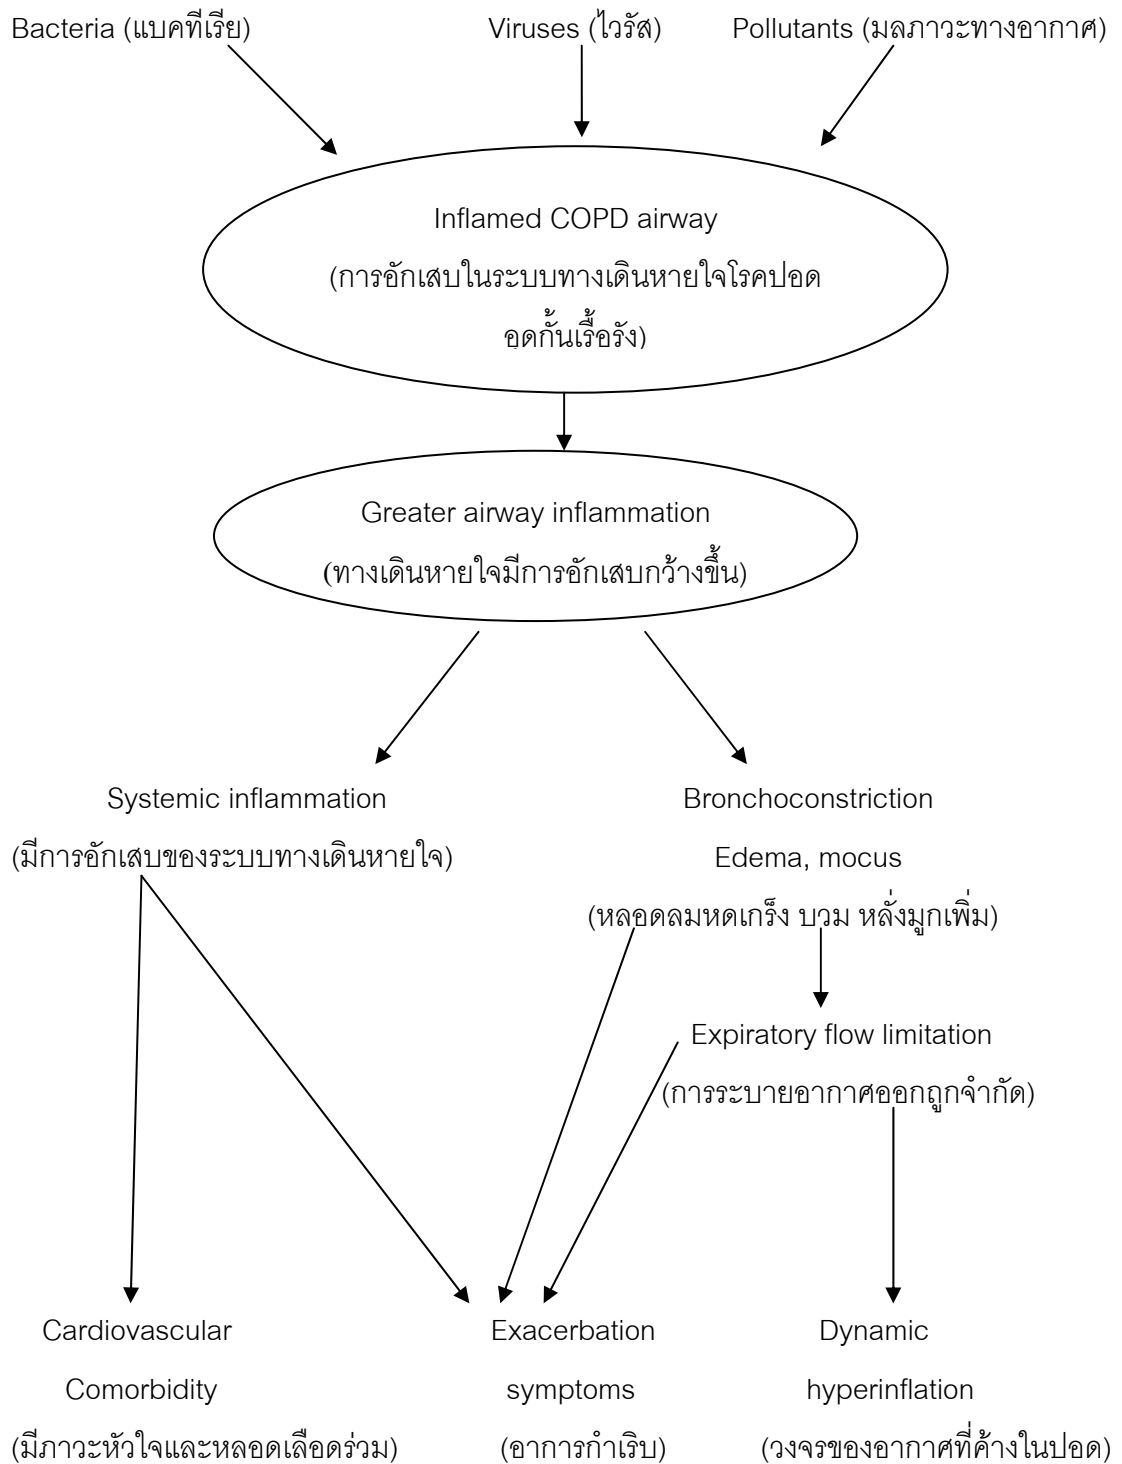 Bacteria (แบคทีเรีย)
Viruses (ไวรัส)
Pollutants (มลภาวะทางอากาศ)
Inflamed COPD airway
(การอักเสบในระบบทางเดินหายใจโรคปอด
อุดกั้นเรื้อรัง)
Greater airway inflammation
(ทางเดินหายใจมีการอักเสบกว้างขึ้น)
Systemic inflammation
(มีการอักเสบของระบบทางเดินหายใจ)
Bronchoconstriction
Edema, mocus
(หลอดลมหดเกร็ง บวม หลั่งมูกเพิ่ม)
Expiratory flow limitation
(การระบายอากาศออกถูกจำกัด)
Cardiovascular
Comorbidity
(มีภาวะหัวใจและหลอดเลือดร่วม)
Exacerbation
symptoms
(อาการกำเริบ)
Dynamic
hyperinflation
(วงจรของอากาศที่ค้างในปอด)